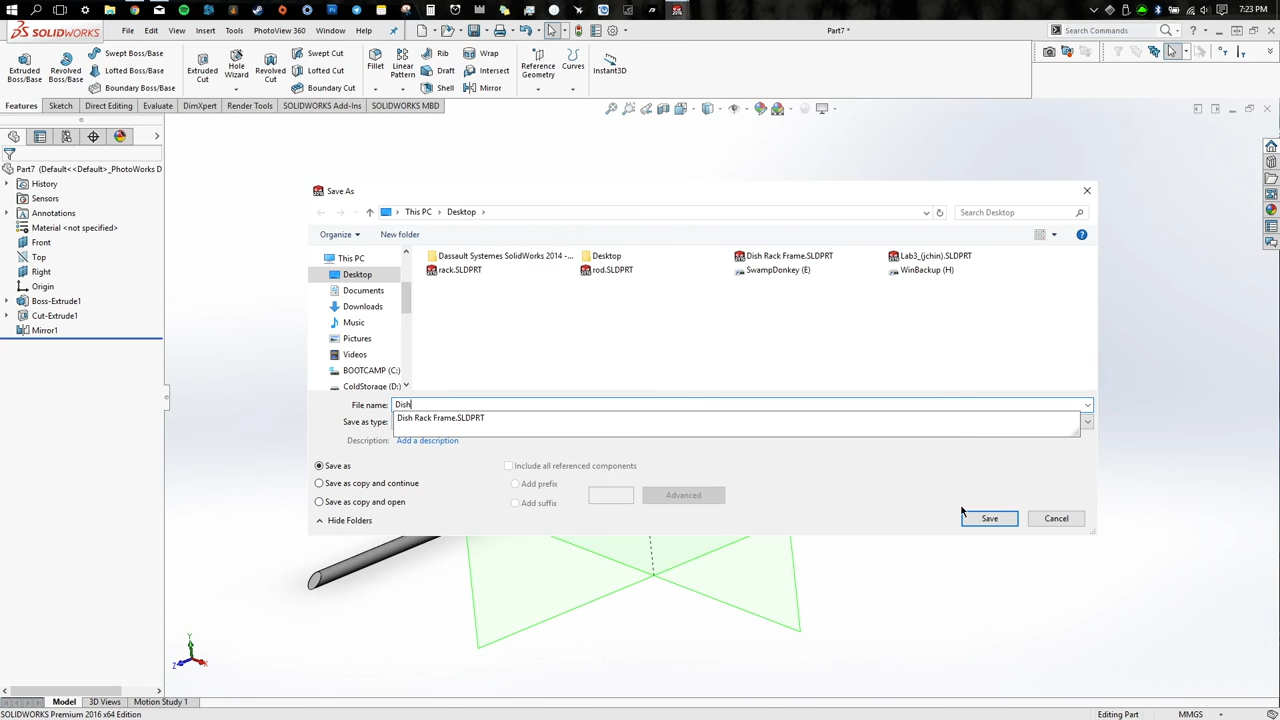 7:23 PM
SOLIDWORKS File Edit View Insert Tools PhotoView 360 Window Help Part7 * Search Commands
Extruded Boss/Base Revolved Boss/Base Swept Boss/Base Lofted Boss/Base Boundary Boss/Base Extruded Cut Hole Wizard Revolved Cut Swept Cut Lofted Cut Boundary Cut Fillet Linear Pattern Rib Draft Shell Wrap Intersect Mirror Reference Geometry Curves Instant3D
Features Sketch Direct Editing Evaluate DimXpert Render Tools SOLIDWORKS Add-Ins SOLIDWORKS MBD
Part7 (Default<<Default>_PhotoWorks D
History
Sensors
Annotations
Material <not specified>
Front
Top
Right
Origin
Boss-Extrude1
Cut-Extrude1
Mirror1
Save As
This PC Desktop Search Desktop
Organize New folder
This PC
Desktop
Documents
Downloads
Music
Pictures
Videos
BOOTCAMP (C:)
ColdStorage (D:)
Dassault Systemes SolidWorks 2014 -... Desktop Dish Rack Frame.SLDPRT Lab3_(jchin).SLDPRT
rack.SLDPRT rod.SLDPRT SwampDonkey (E) WinBackup (H)
File name: Dish
Dish Rack Frame.SLDPRT
Save as type:
Description: Add a description
Save as Include all referenced components
Save as copy and continue Add prefix Advanced
Save as copy and open Add suffix
Hide Folders Save Cancel
Y
Z X
Model 3D Views Motion Study 1
SOLIDWORKS Premium 2016 x64 Edition Editing Part MMGS